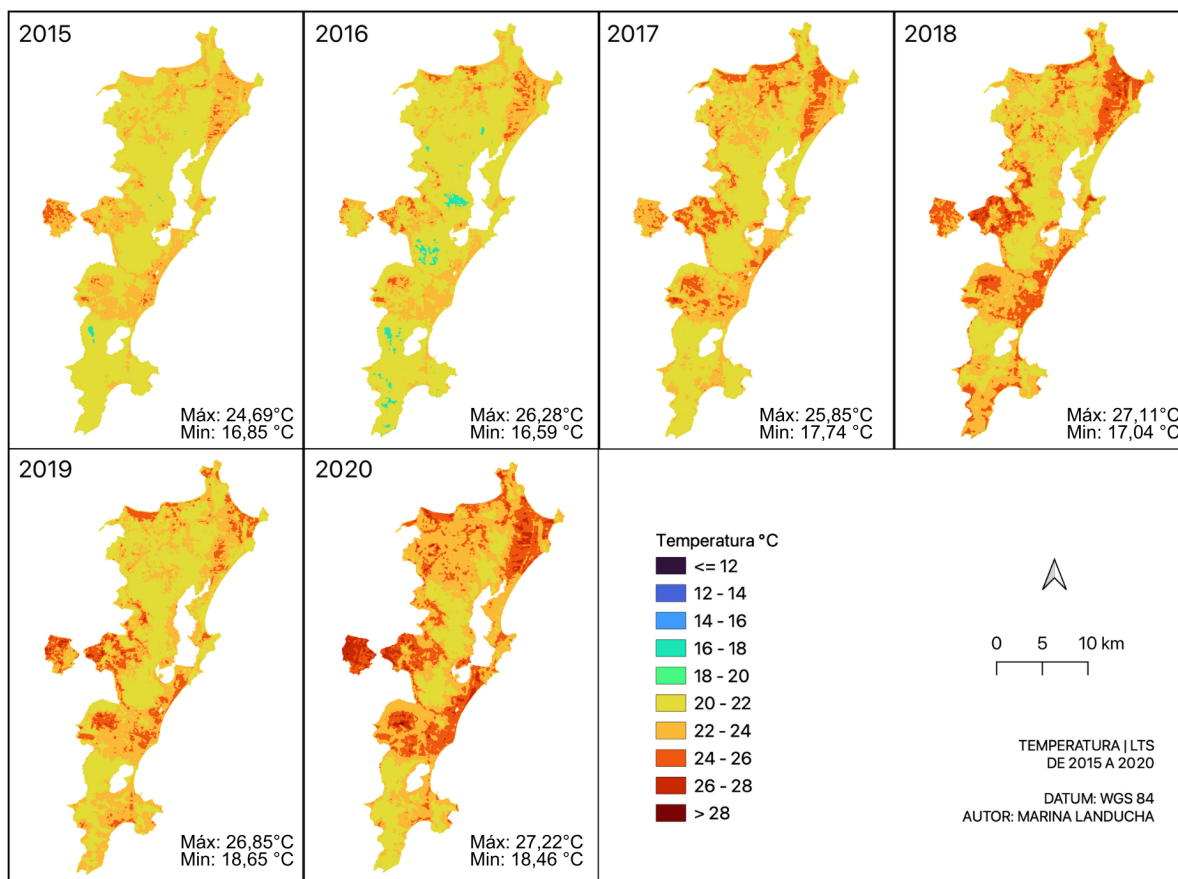 2015
Máx: 24,69°C
Min: 16,85 °C
2016
Máx: 26,28°C
Min: 16,59 °C
2017
Máx: 25,85°C
Min: 17,74 °C
2018
Máx: 27,11°C
Min: 17,04 °C
2019
Máx: 26,85°C
Min: 18,65 °C
2020
Máx: 27,22°C
Min: 18,46 °C
Temperatura °C
<= 12
12 - 14
14 - 16
16 - 18
18 - 20
20 - 22
22 - 24
24 - 26
26 - 28
> 28
0 5 10 km
TEMPERATURA | LTS
DE 2015 A 2020
DATUM: WGS 84
AUTOR: MARINA LANDUCHA